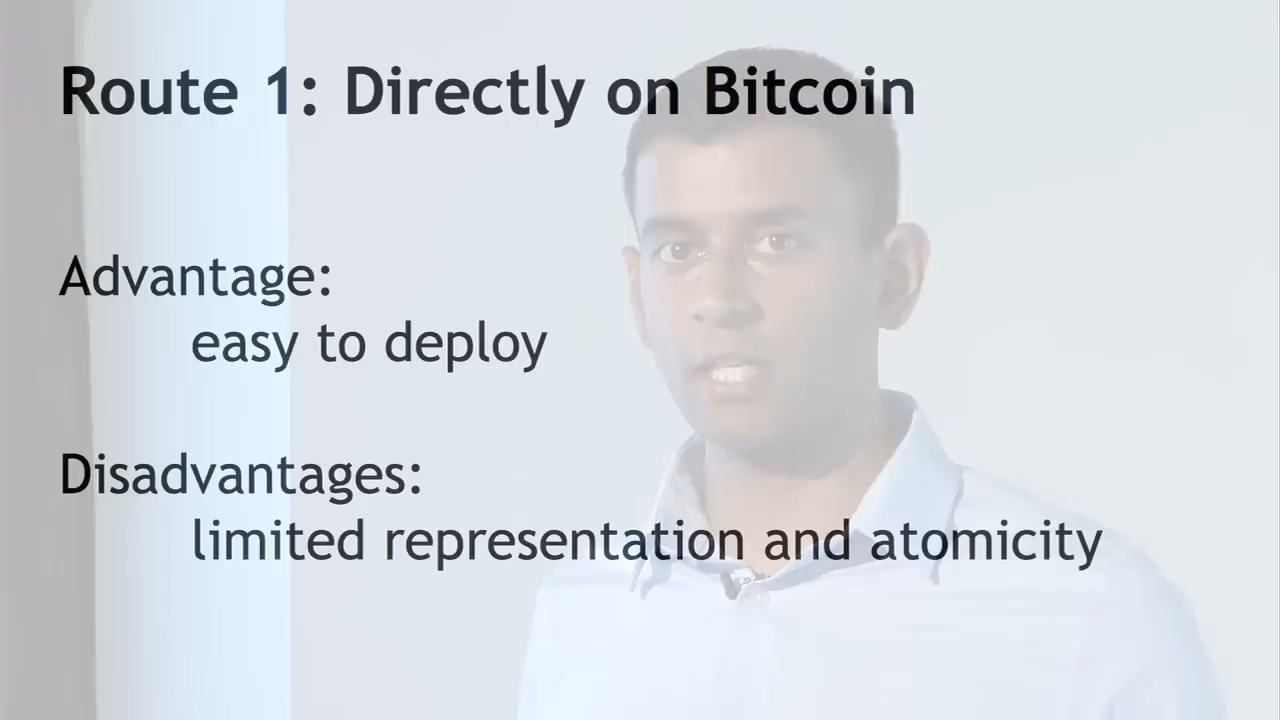 Route 1: Directly on Bitcoin
Advantage:
easy to deploy
Disadvantages:
limited representation and atomicity